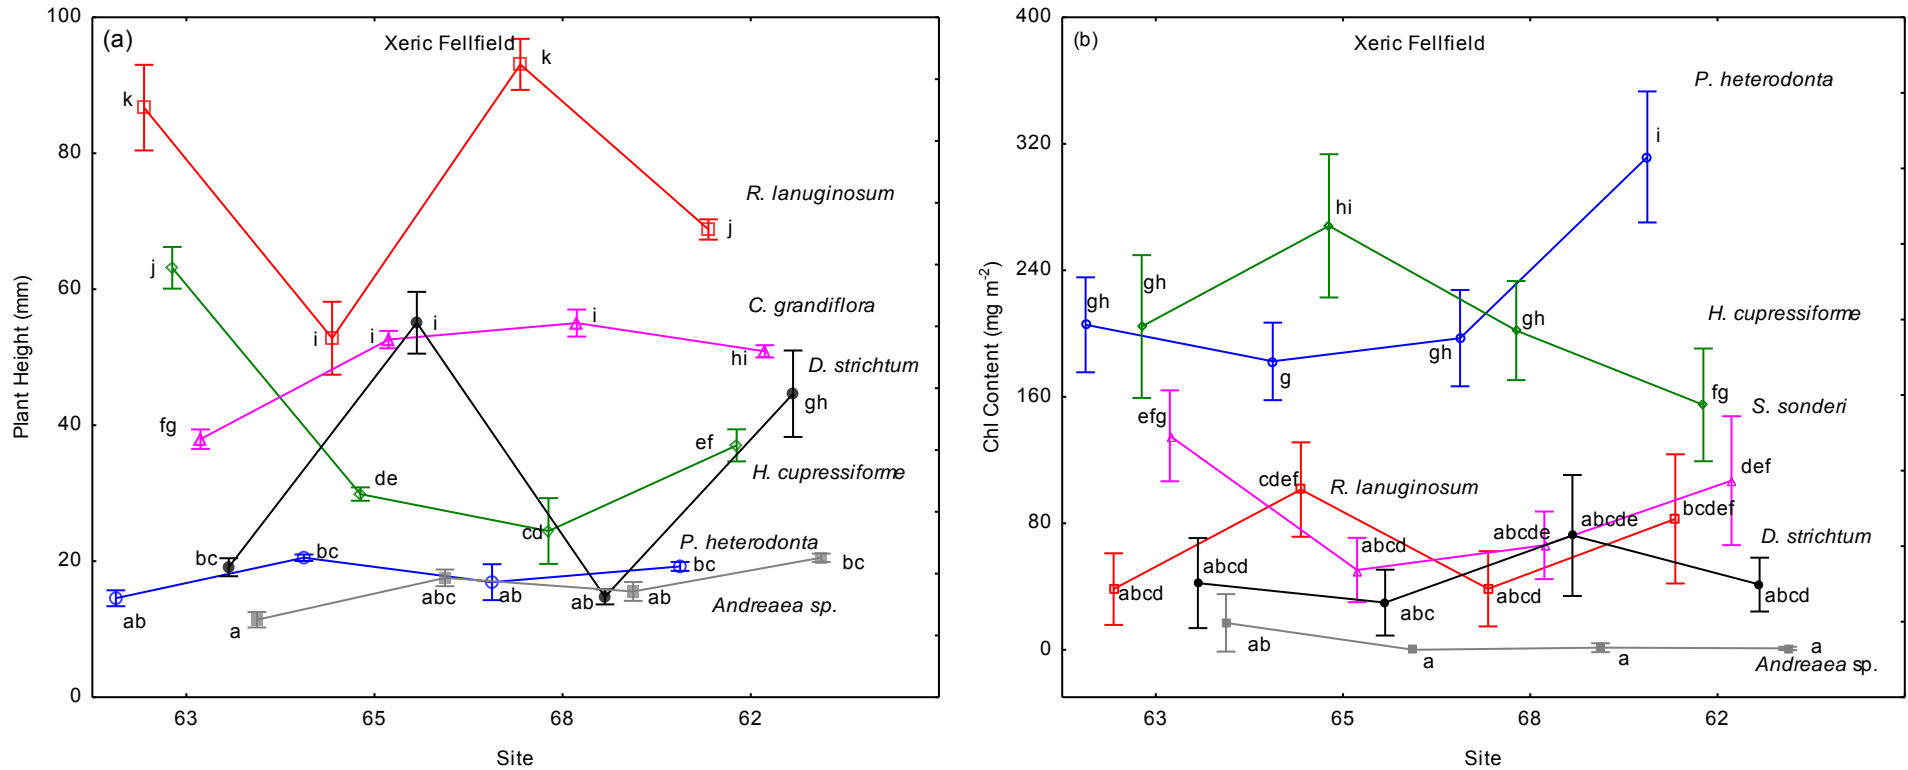 (a)
Xeric Fellfield
Plant Height (mm)
100
80
60
40
20
0
k
k
j
j
i
i
i
i
hi
fg
gh
ef
de
cd
bc
bc
bc
bc
abc
ab
ab
ab
ab
a
R. lanuginosum
C. grandiflora
D. strichtum
H. cupressiforme
P. heterodonta
Andreaea sp.
63
65
68
62
Site
(b)
Xeric Fellfield
Chl Content (mg m-2)
400
320
240
160
80
0
P. heterodonta
i
hi
gh
gh
gh
gh
g
fg
efg
def
cdef
bcdef
abcde
abcde
abcd
abcd
abcd
abcd
abcd
abc
ab
a
a
a
H. cupressiforme
S. sonderi
R. lanuginosum
D. strichtum
Andreaea sp.
63
65
68
62
Site